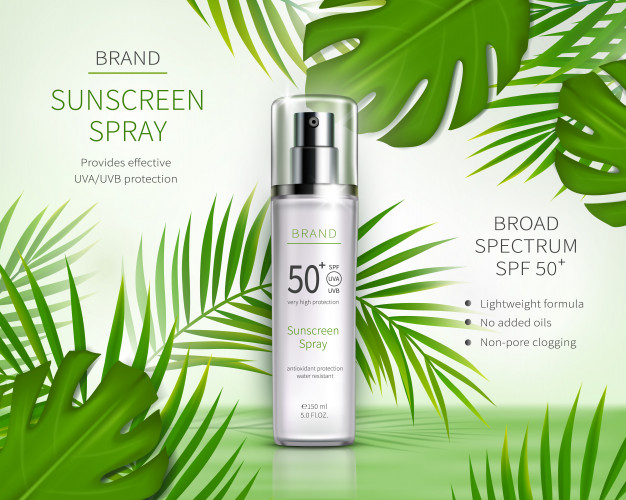 BRAND
SUNSCREEN
SPRAY
Provides effective
UVA/UVB protection
BRAND
50+ SPF
UVA
UVB
very high protection
Sunscreen
Spray
antioxidant protection
water resistant
℮150 ml
5.0 Fl.OZ.
BROAD
SPECTRUM
SPF 50+
Lightweight formula
No added oils
Non-pore clogging